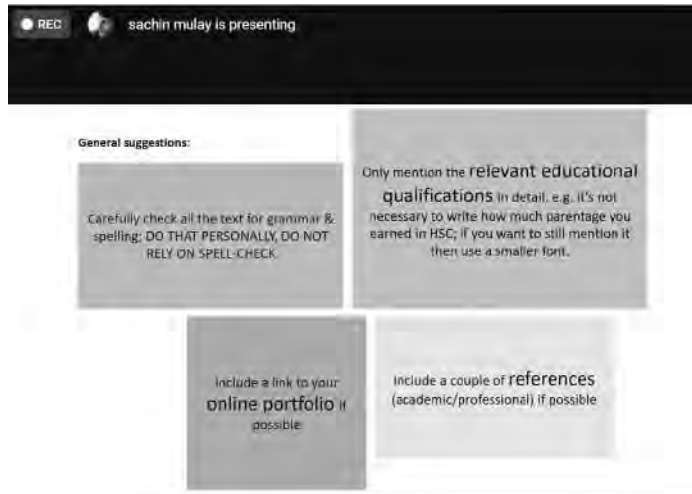 REC
sachin mulay is presenting
General suggestions:
Carefully check all the text for grammar &
spelling; DO THAT PERSONALLY, DO NOT
RELY ON SPELL-CHECK.
Only mention the relevant educational
qualifications in detail. e.g. it's not
necessary to write how much parentage you
earned in HSC; if you want to still mention it
then use a smaller font.
Include a link to your
online portfolio if
possible
Include a couple of references
(academic/professional) if possible